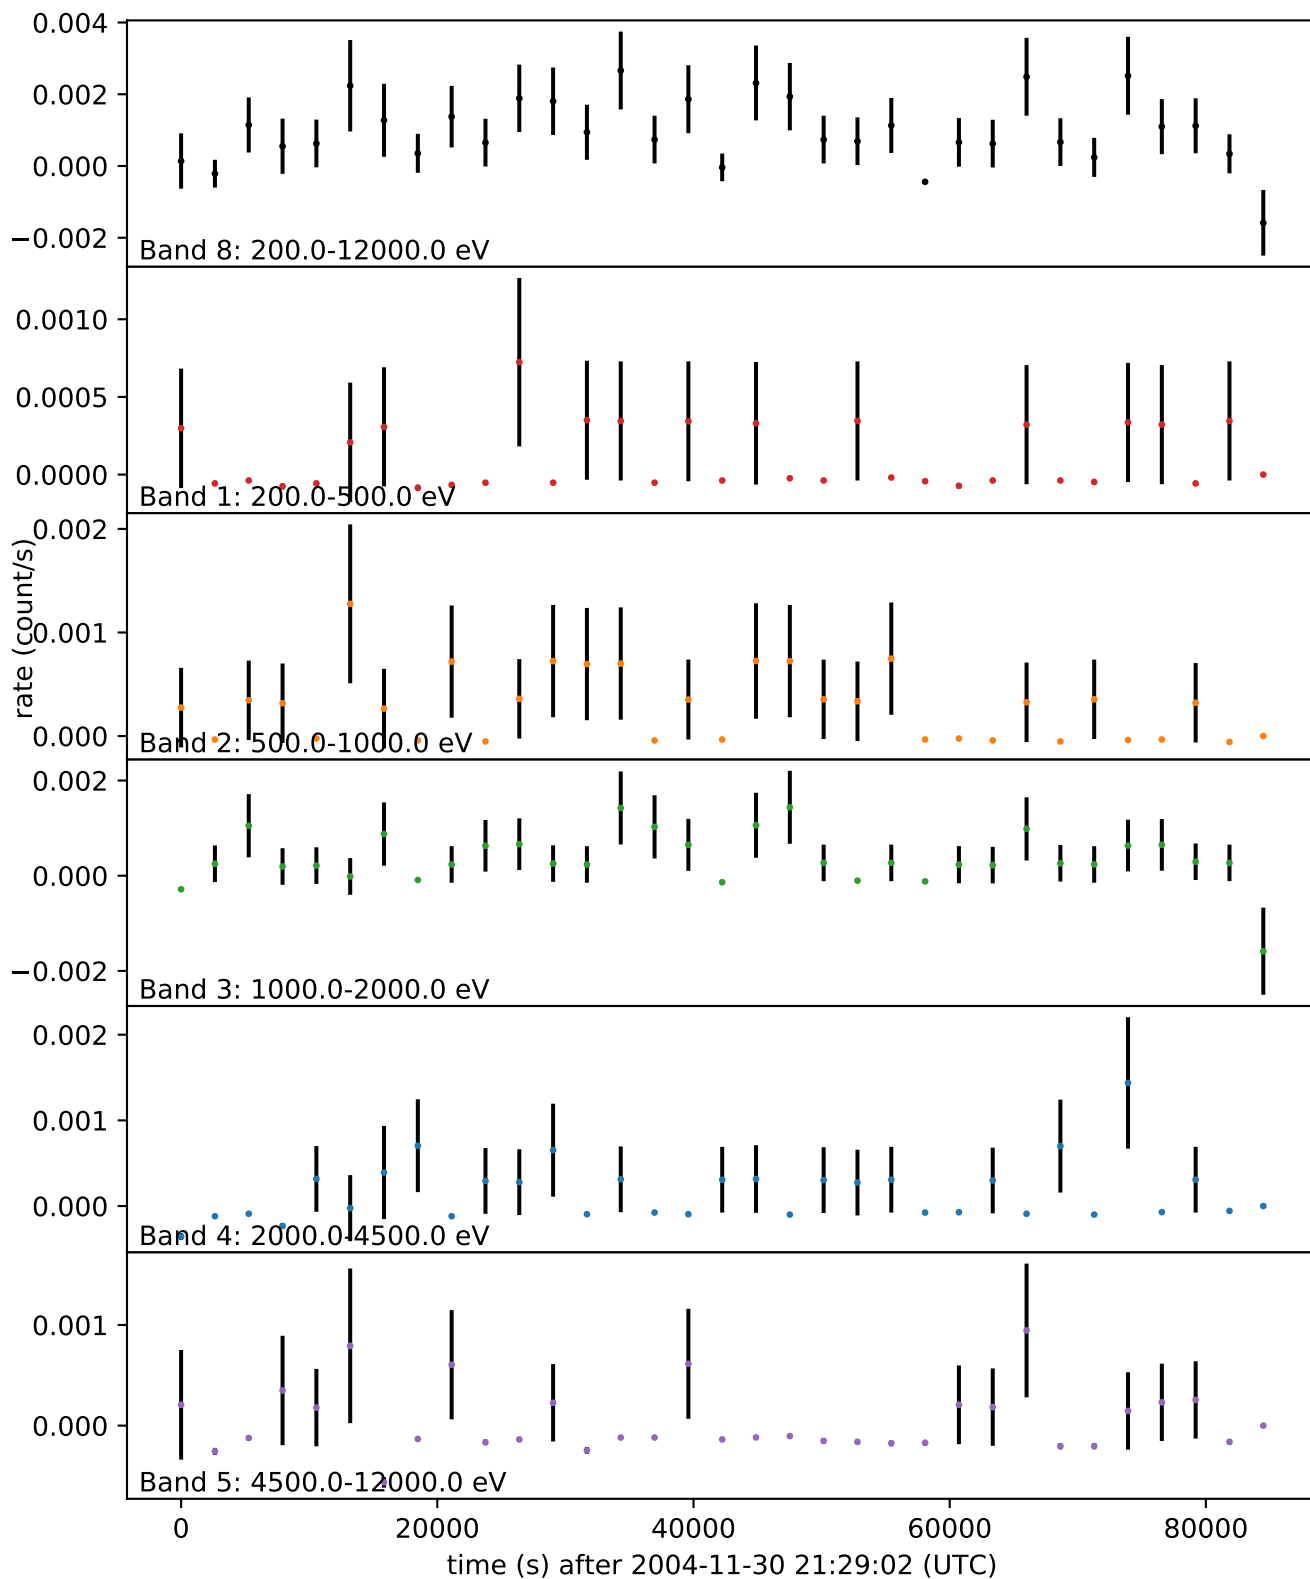 0.004
0.002
0.000
−0.002
Band 8: 200.0-12000.0 eV
0.0010
0.0005
0.0000
Band 1: 200.0-500.0 eV
0.002
0.001
0.000
Band 2: 500.0-1000.0 eV
rate (count/s)
0.002
0.000
−0.002
Band 3: 1000.0-2000.0 eV
0.002
0.001
0.000
Band 4: 2000.0-4500.0 eV
0.001
0.000
Band 5: 4500.0-12000.0 eV
0 20000 40000 60000 80000
time (s) after 2004-11-30 21:29:02 (UTC)